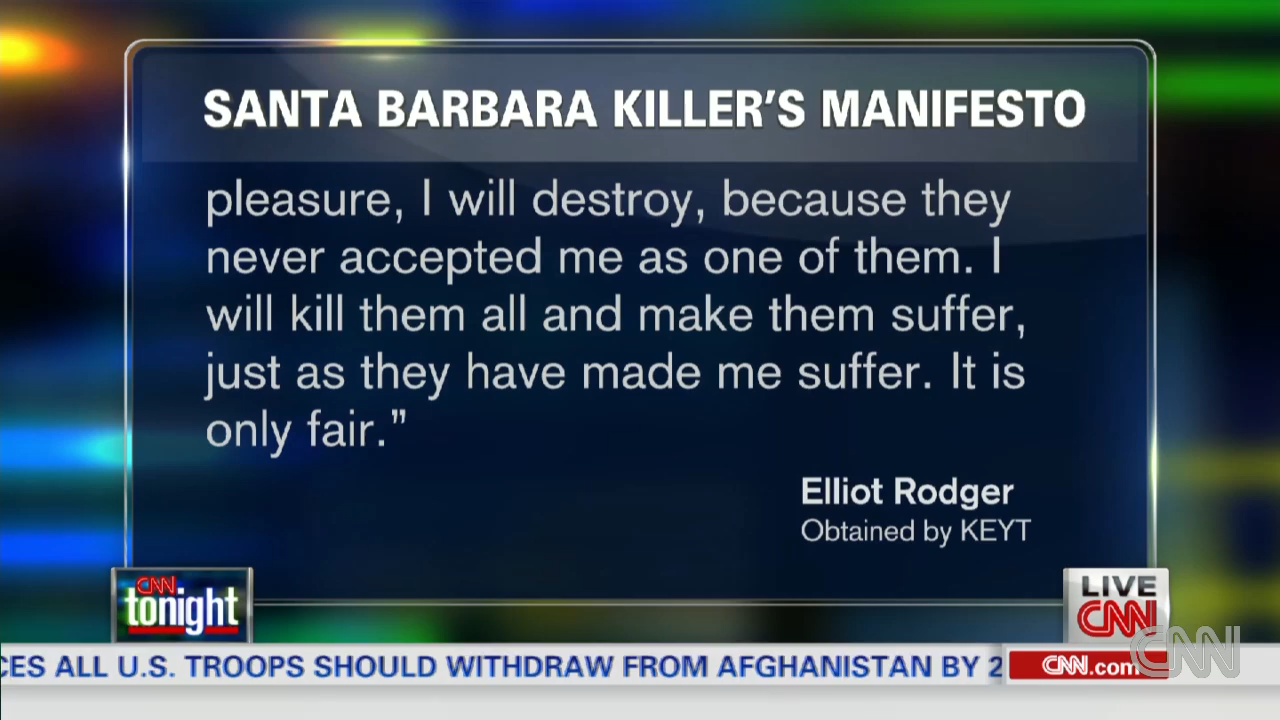 SANTA BARBARA KILLER'S MANIFESTO
pleasure, I will destroy, because they
never accepted me as one of them. I
will kill them all and make them suffer,
just as they have made me suffer. It is
only fair.”
Elliot Rodger
Obtained by KEYT
CNN
tonight
LIVE
CNN
CES ALL U.S. TROOPS SHOULD WITHDRAW FROM AFGHANISTAN BY 2
CNN.com
CNN